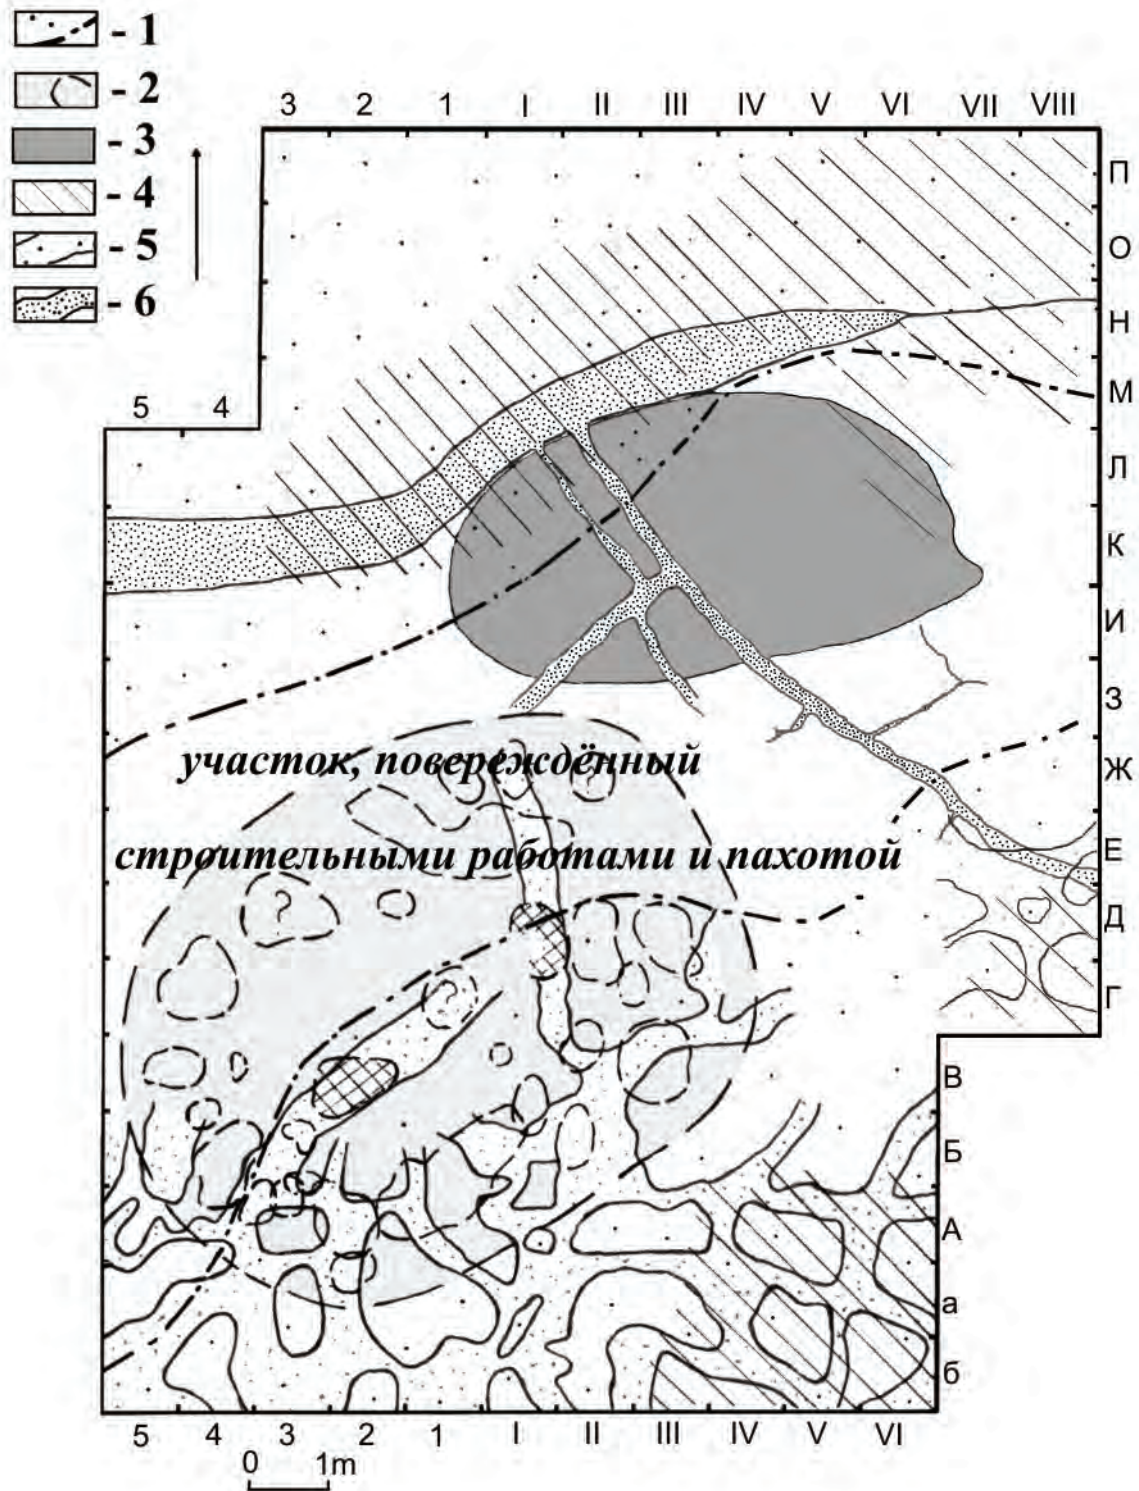 - 1
- 2
- 3
- 4
- 5
- 6
3 2 1 I II III IV V VI VII VIII
П
О
Н
М
5 4
Л
К
И
З
участок, повереждённый
Ж
строительными работами и пахотой
Е
?
?
Д
?
Г
В
Б
А
а
б
5 4 3 2 1 I II III IV V VI
0 1m